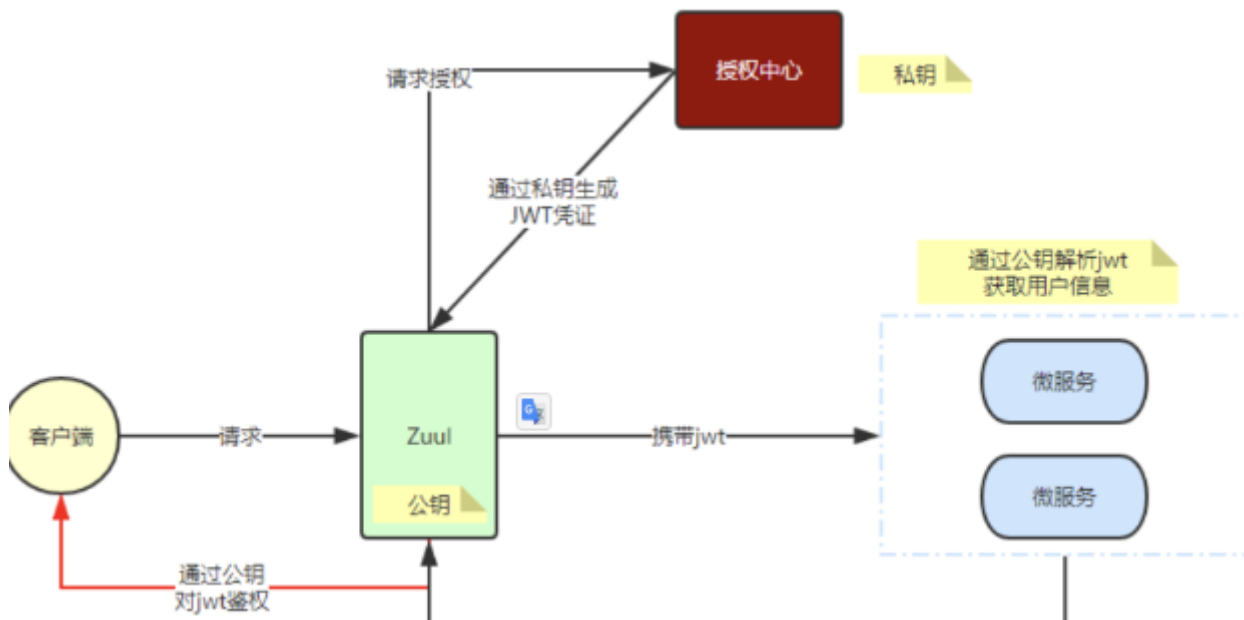 请求授权
授权中心
私钥
通过私钥生成
JWT凭证
通过公钥解析jwt
获取用户信息
微服务
客户端
请求
Zuul
携带jwt
公钥
微服务
通过公钥
对jwt鉴权